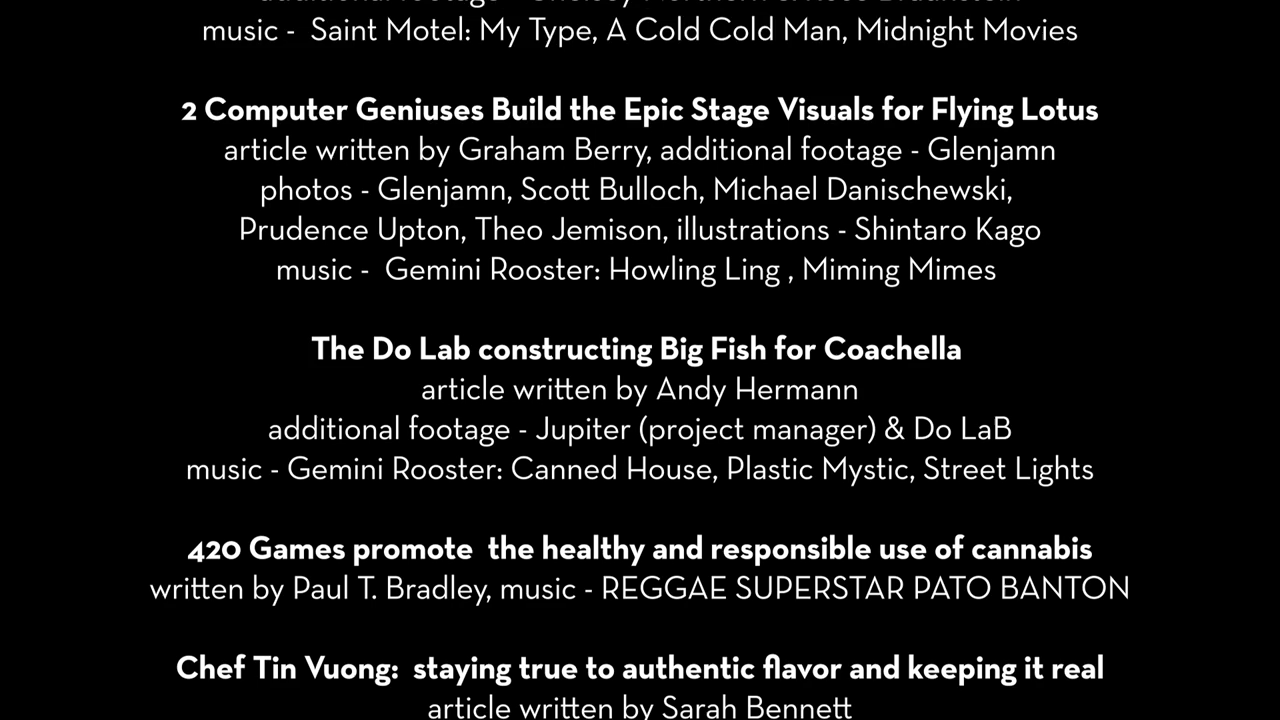 music -  Saint Motel: My Type, A Cold Cold Man, Midnight Movies
2 Computer Geniuses Build the Epic Stage Visuals for Flying Lotus
article written by Graham Berry, additional footage - Glenjamn
photos - Glenjamn, Scott Bulloch, Michael Danischewski,
Prudence Upton, Theo Jemison, illustrations - Shintaro Kago
music -  Gemini Rooster: Howling Ling , Miming Mimes
The Do Lab constructing Big Fish for Coachella
article written by Andy Hermann
additional footage - Jupiter (project manager) & Do LaB
music - Gemini Rooster: Canned House, Plastic Mystic, Street Lights
420 Games promote  the healthy and responsible use of cannabis
written by Paul T. Bradley, music - REGGAE SUPERSTAR PATO BANTON
Chef Tin Vuong:  staying true to authentic flavor and keeping it real
article written by Sarah Bennett